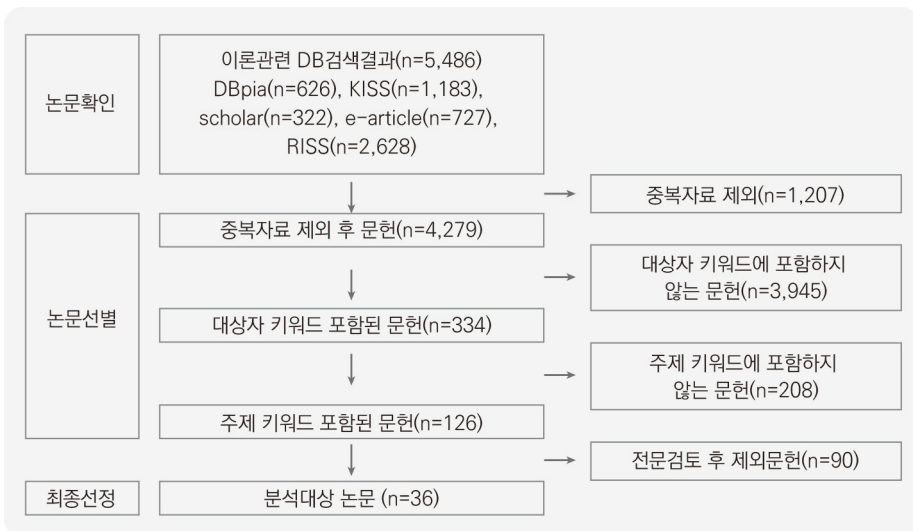 논문확인
이론관련 DB검색결과(n=5,486)
DBpia(n=626), KISS(n=1,183),
scholar(n=322), e-article(n=727),
RISS(n=2,628)
중복자료 제외(n=1,207)
논문선별
중복자료 제외 후 문헌(n=4,279)
대상자 키워드에 포함하지
않는 문헌(n=3,945)
대상자 키워드 포함된 문헌(n=334)
주제 키워드에 포함하지
않는 문헌(n=208)
주제 키워드 포함된 문헌(n=126)
전문검토 후 제외문헌(n=90)
최종선정
분석대상 논문 (n=36)